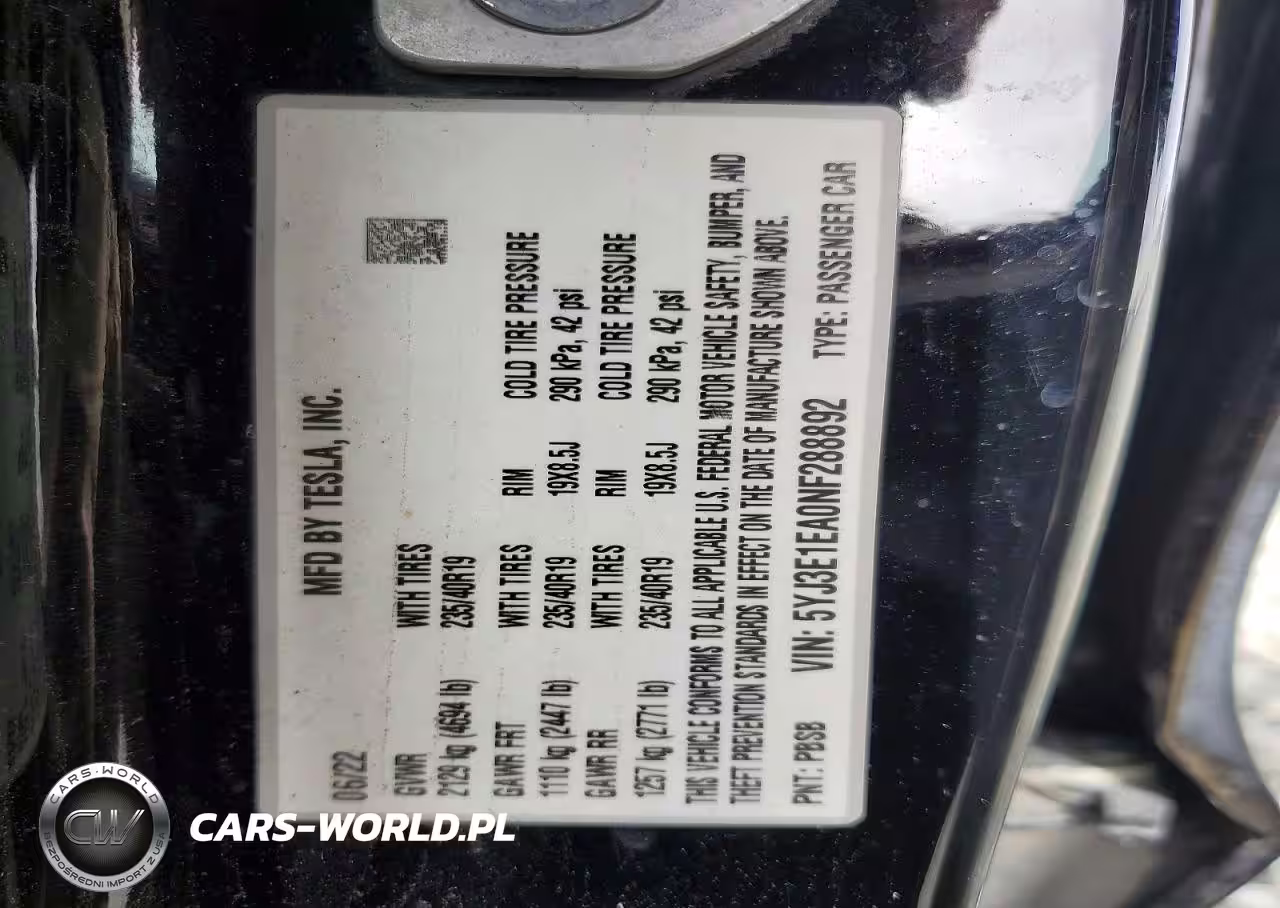 MFD BY TESLA, INC.
06/22
GVWR WITH TIRES
2129 kg (4694 lb) 235/40R19
GAWR FRT WITH TIRES RIM COLD TIRE PRESSURE
1110 kg (2447 lb) 235/40R19 19X8.5J 290 kPa, 42 psi
GAWR RR WITH TIRES RIM COLD TIRE PRESSURE
1257 kg (2771 lb) 235/40R19 19X8.5J 290 kPa, 42 psi
THIS VEHICLE CONFORMS TO ALL APPLICABLE U.S. FEDERAL MOTOR VEHICLE SAFETY, BUMPER, AND
THEFT PREVENTION STANDARDS IN EFFECT ON THE DATE OF MANUFACTURE SHOWN ABOVE.
PNT: PBSB VIN: 5YJ3E1EA0NF288892 TYPE: PASSENGER CAR
CARS-WORLD
CW
BEZPOŚREDNI IMPORT Z USA
CARS-WORLD.PL